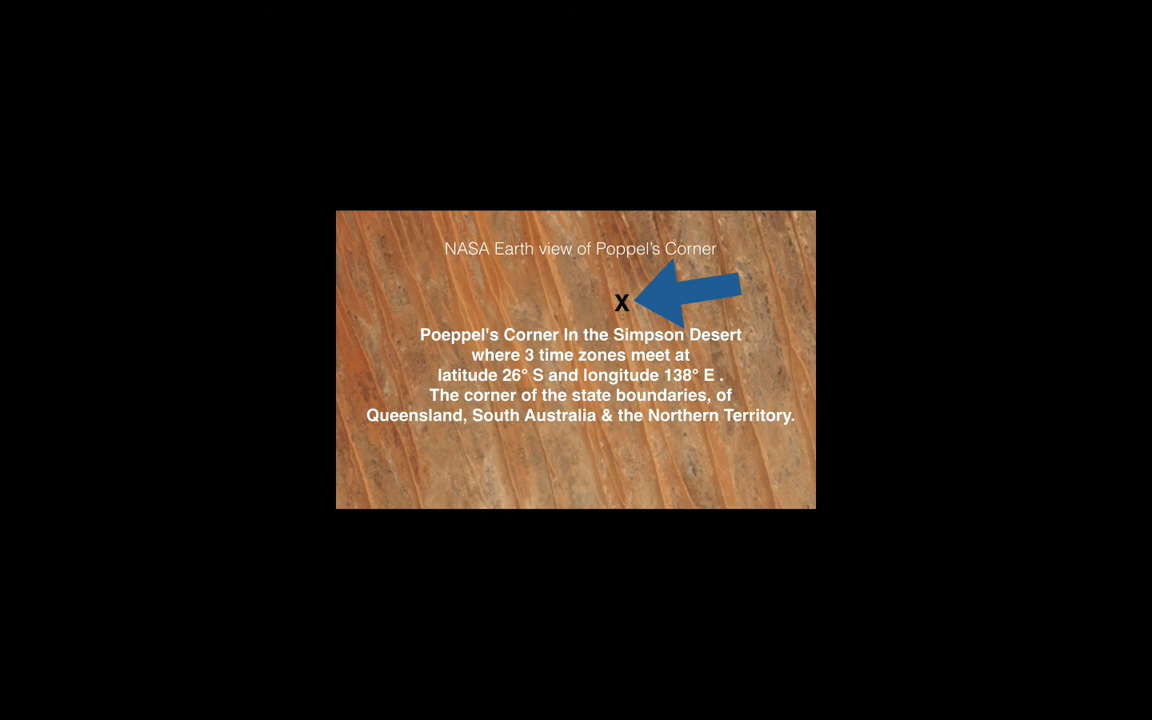 NASA Earth view of Poppel's Corner
X
Poeppel's Corner In the Simpson Desert
where 3 time zones meet at
latitude 26° S and longitude 138° E .
The corner of the state boundaries, of
Queensland, South Australia & the Northern Territory.